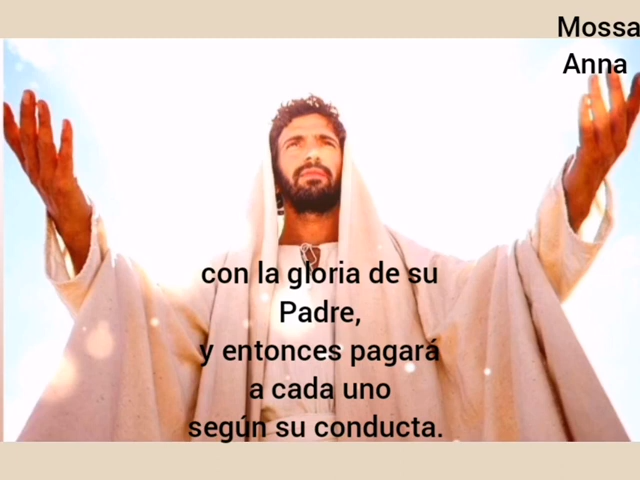 Mossa
Anna
con la gloria de su
Padre,
y entonces pagará
a cada uno
según su conducta.